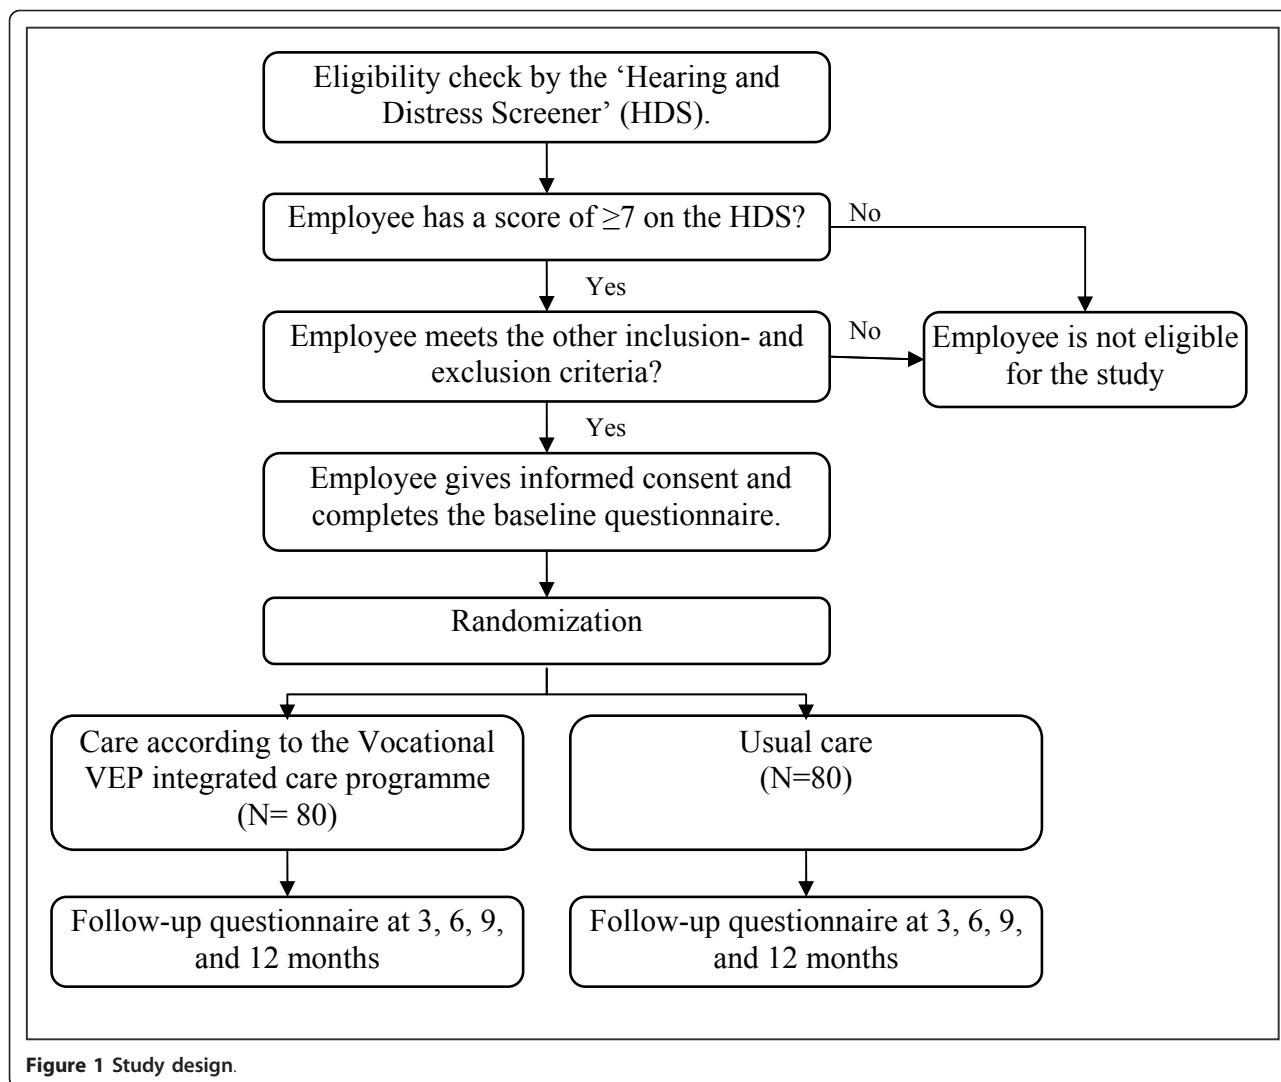 Eligibility check by the ‘Hearing and
Distress Screener’ (HDS).
Employee has a score of ≥7 on the HDS?
No
Yes
Employee meets the other inclusion- and
exclusion criteria?
No
Employee is not eligible
for the study
Yes
Employee gives informed consent and
completes the baseline questionnaire.
Randomization
Care according to the Vocational
VEP integrated care programme
(N= 80)
Usual care
(N=80)
Follow-up questionnaire at 3, 6, 9,
and 12 months
Follow-up questionnaire at 3, 6, 9,
and 12 months
Figure 1 Study design.